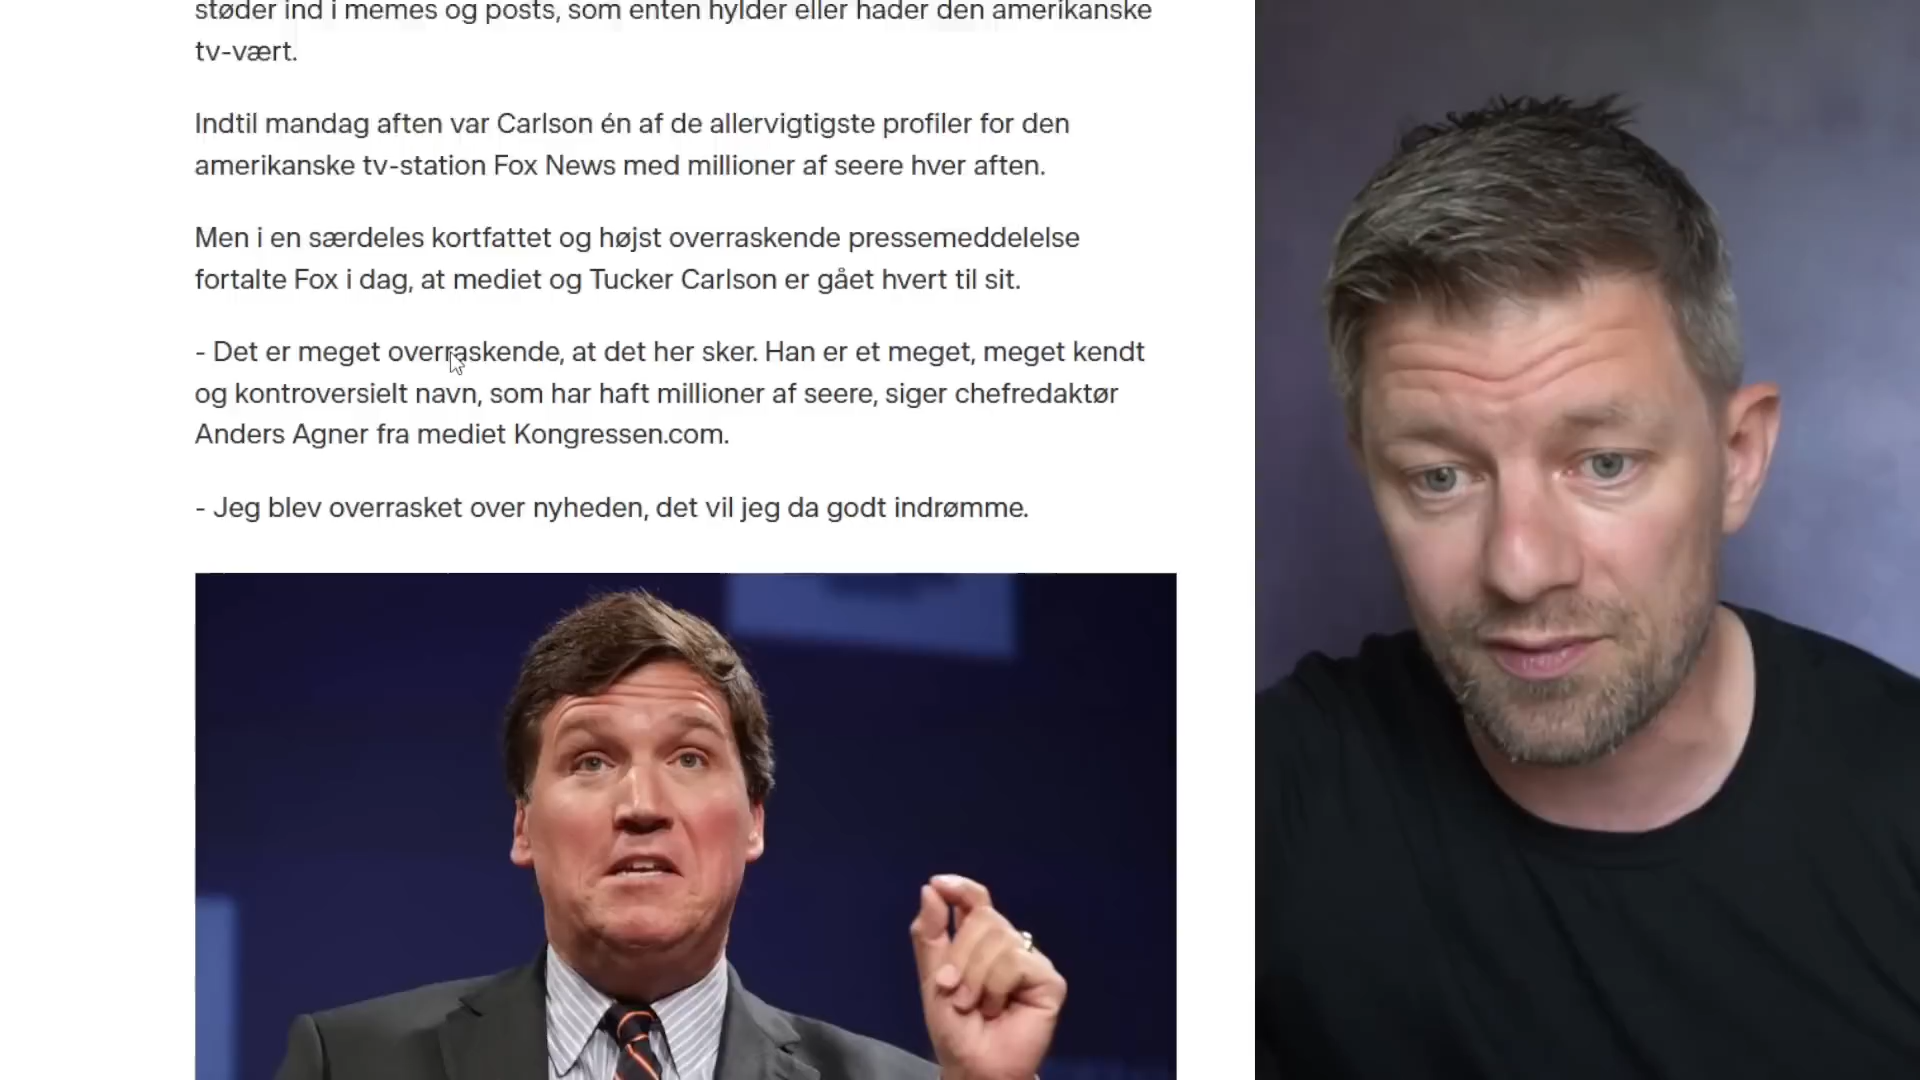 støder ind i memes og posts, som enten hylder eller hader den amerikanske
tv-vært.
Indtil mandag aften var Carlson én af de allervigtigste profiler for den
amerikanske tv-station Fox News med millioner af seere hver aften.
Men i en særdeles kortfattet og højst overraskende pressemeddelelse
fortalte Fox i dag, at mediet og Tucker Carlson er gået hvert til sit.
- Det er meget overraskende, at det her sker. Han er et meget, meget kendt
og kontroversielt navn, som har haft millioner af seere, siger chefredaktør
Anders Agner fra mediet Kongressen.com.
- Jeg blev overrasket over nyheden, det vil jeg da godt indrømme.